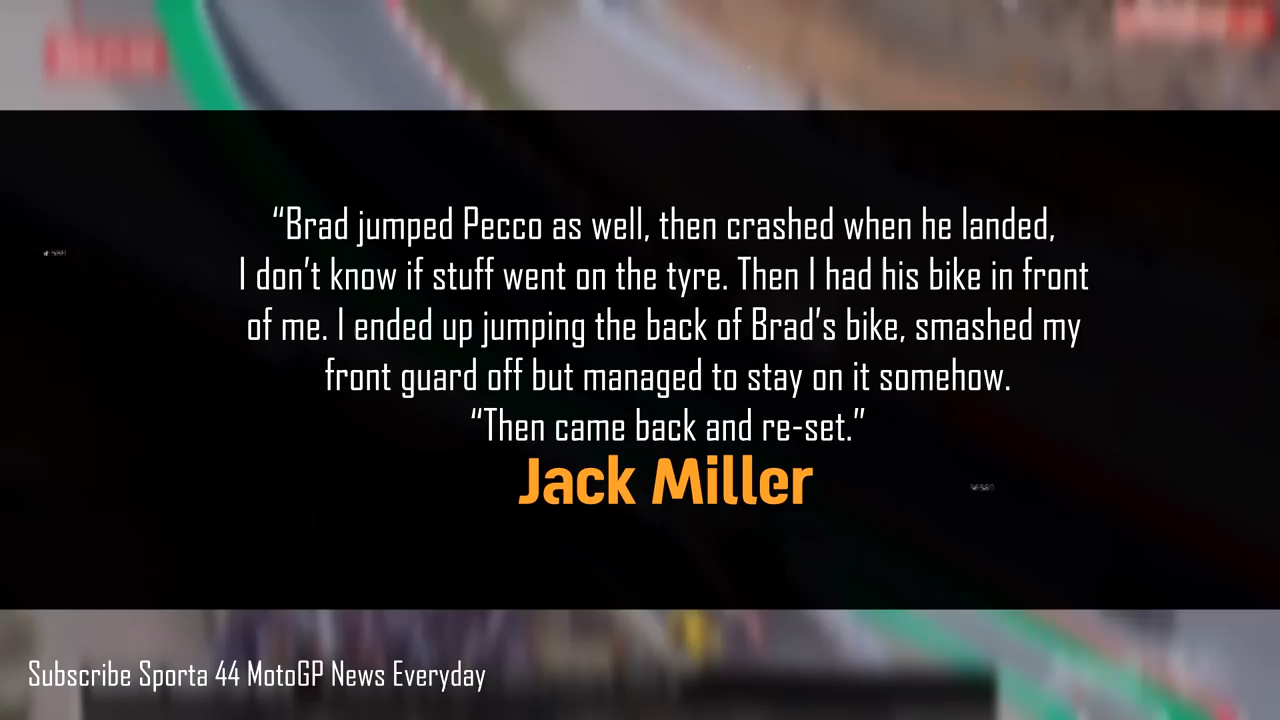 “Brad jumped Pecco as well, then crashed when he landed,
I don’t know if stuff went on the tyre. Then I had his bike in front
of me. I ended up jumping the back of Brad’s bike, smashed my
front guard off but managed to stay on it somehow.
“Then came back and re-set.”
Jack Miller
Subscribe Sporta 44 MotoGP News Everyday